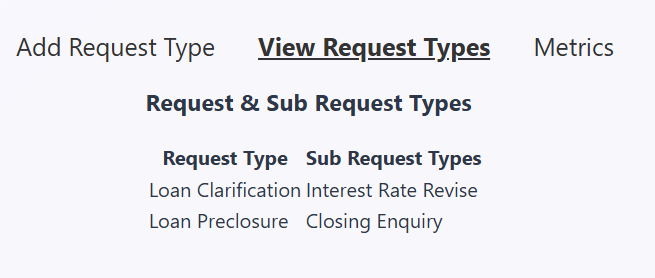 Add Request Type View Request Types Metrics
Request & Sub Request Types
Request Type Sub Request Types
Loan Clarification Interest Rate Revise
Loan Preclosure Closing Enquiry